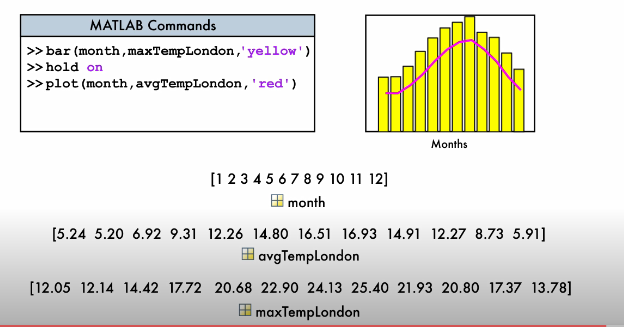 MATLAB Commands
>> bar(month,maxTempLondon,'yellow')
>> hold on
>> plot(month,avgTempLondon,'red')
Months
[1 2 3 4 5 6 7 8 9 10 11 12]
month
[5.24 5.20 6.92 9.31 12.26 14.80 16.51 16.93 14.91 12.27 8.73 5.91]
avgTempLondon
[12.05 12.14 14.42 17.72 20.68 22.90 24.13 25.40 21.93 20.80 17.37 13.78]
maxTempLondon